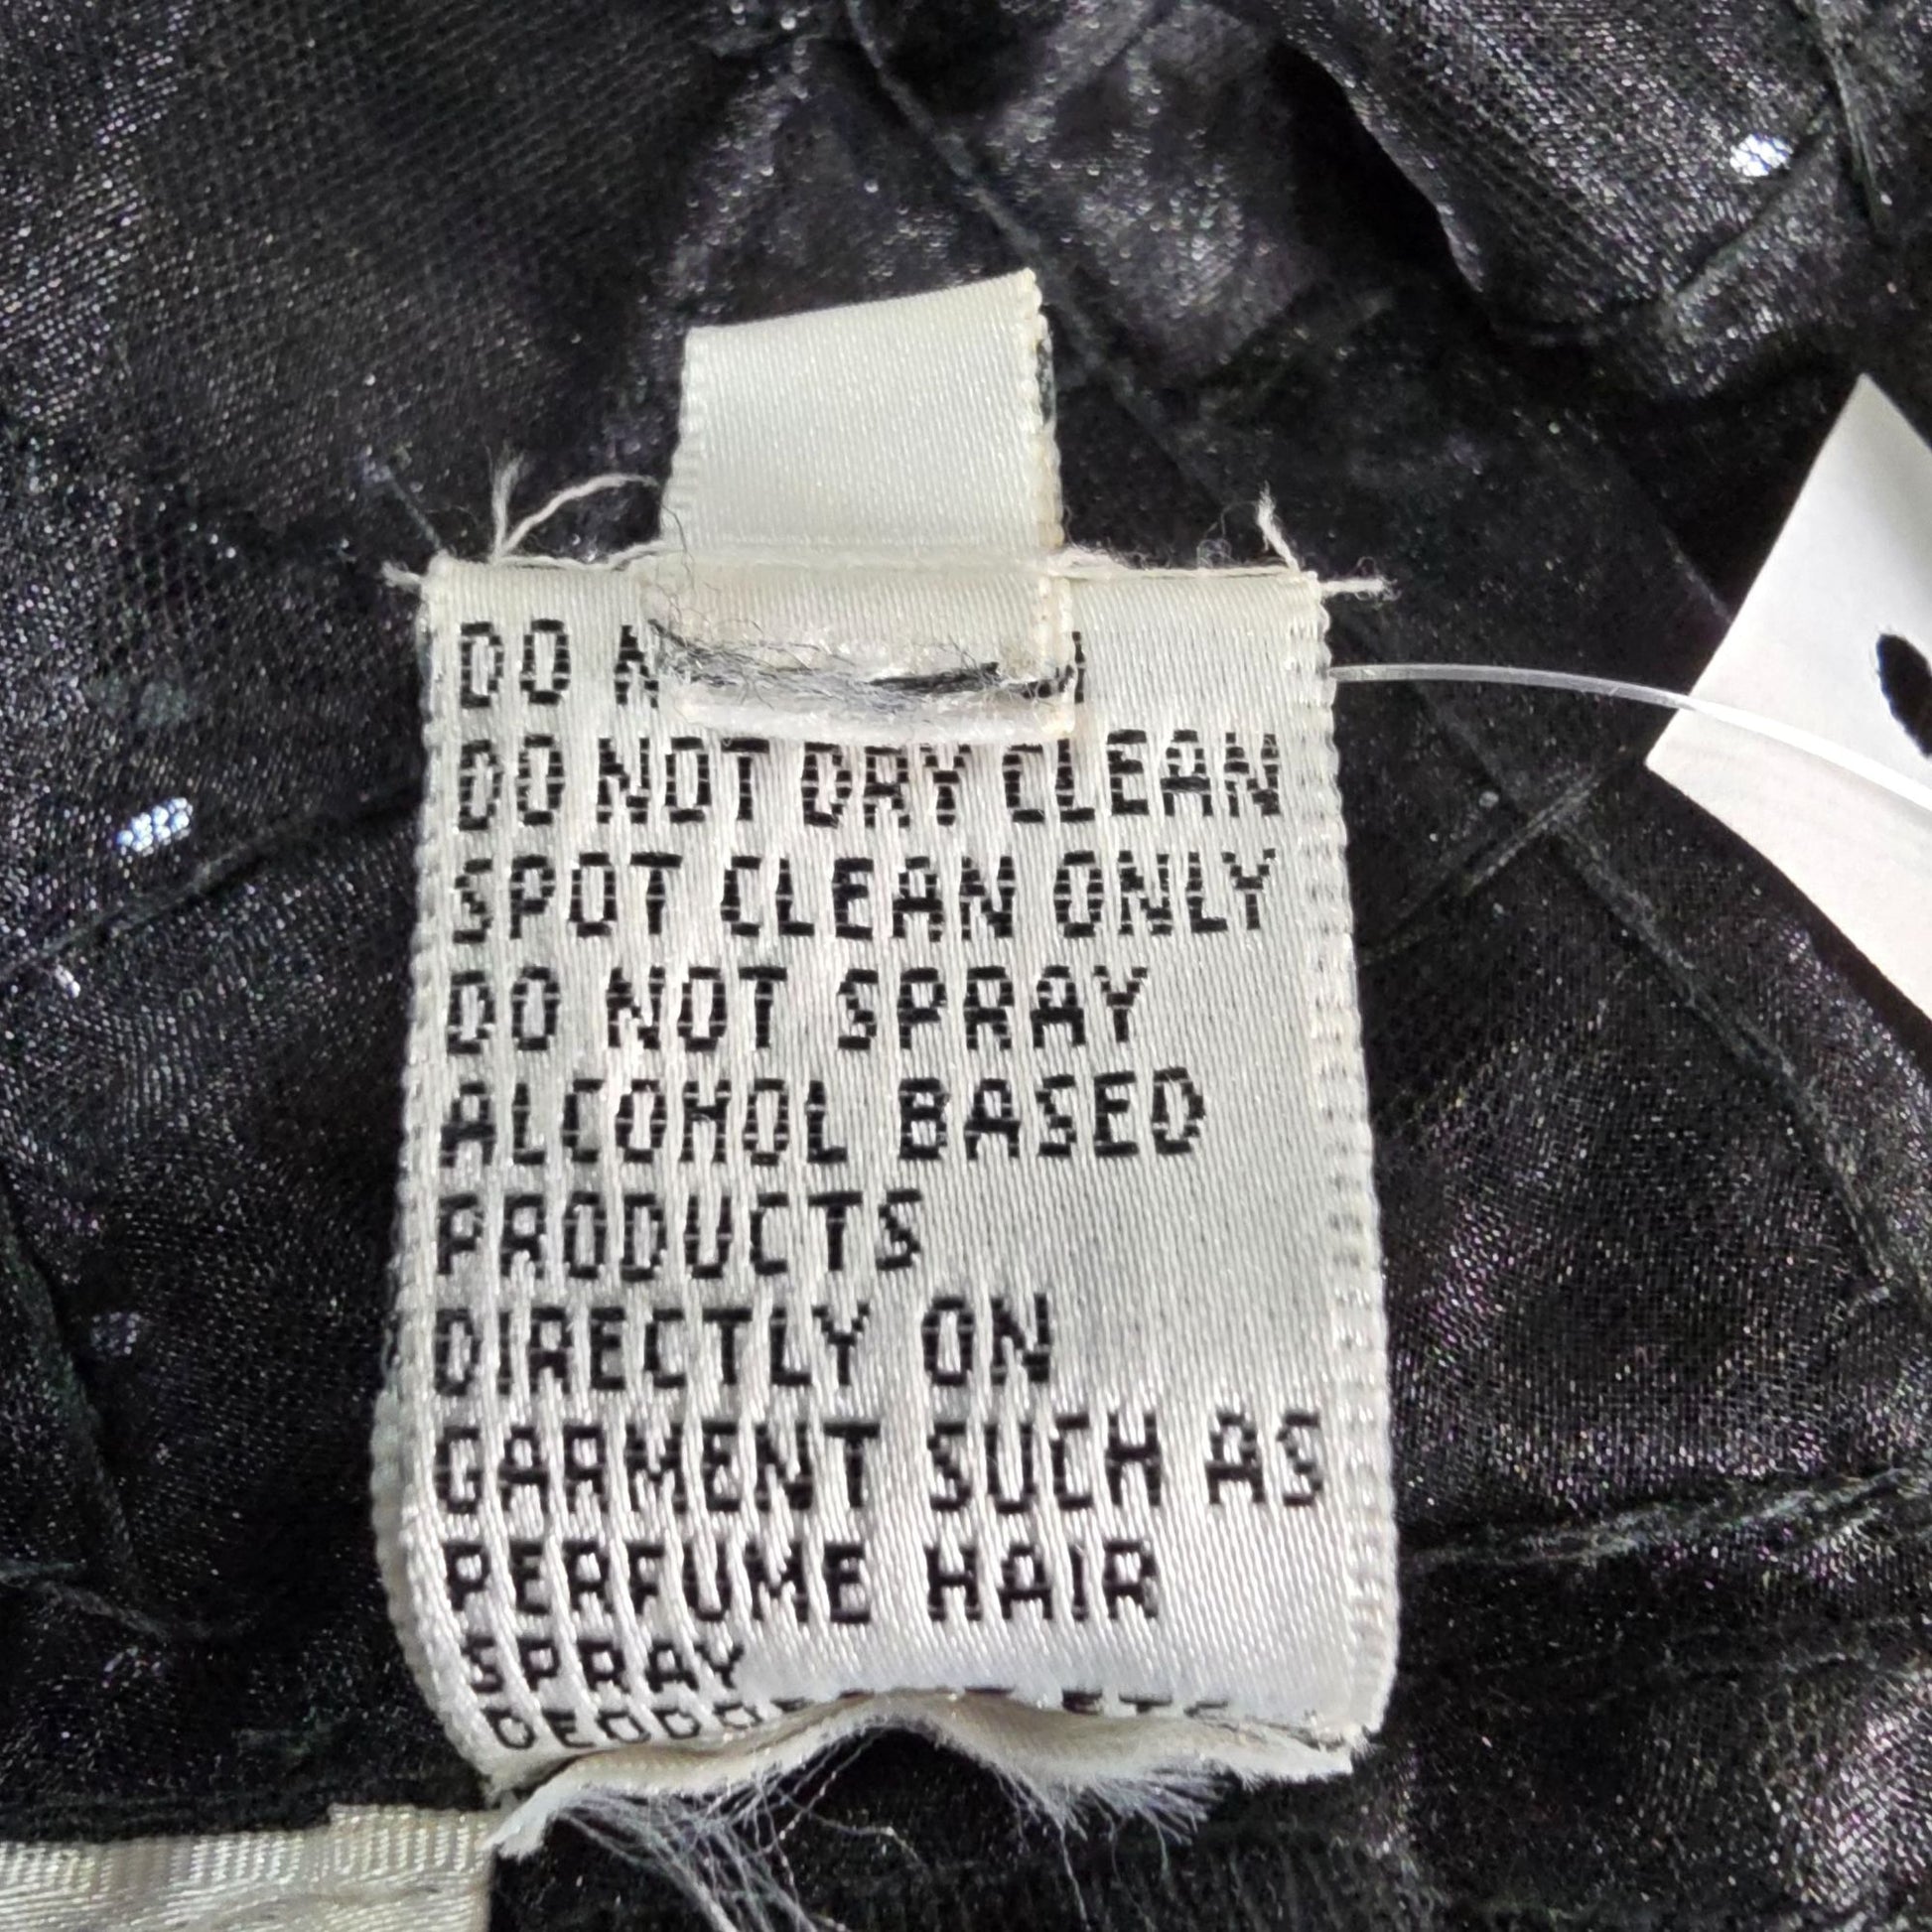 DO
DO NOT DRY CLEAN
SPOT CLEAN ONLY
DO NOT SPRAY
ALCOHOL BASED
PRODUCTS
DIRECTLY ON
GARMENT SUCH AS
PERFUME HAIR
SPRAY